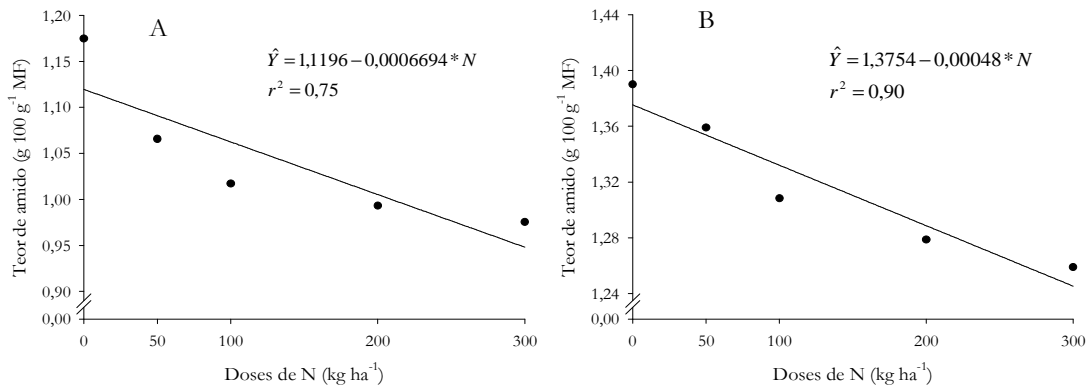 A
1,20
1,15
1,10
1,05
1,00
0,95
0,90
0,00
Teor de amido (g 100 g⁻¹ MF)
Ŷ = 1,1196 − 0,0006694 * N
r² = 0,75
0 50 100 200 300
Doses de N (kg ha⁻¹)
B
1,44
1,40
1,36
1,32
1,28
1,24
0,00
Teor de amido (g 100 g⁻¹ MF)
Ŷ = 1,3754 − 0,00048 * N
r² = 0,90
0 50 100 200 300
Doses de N (kg ha⁻¹)